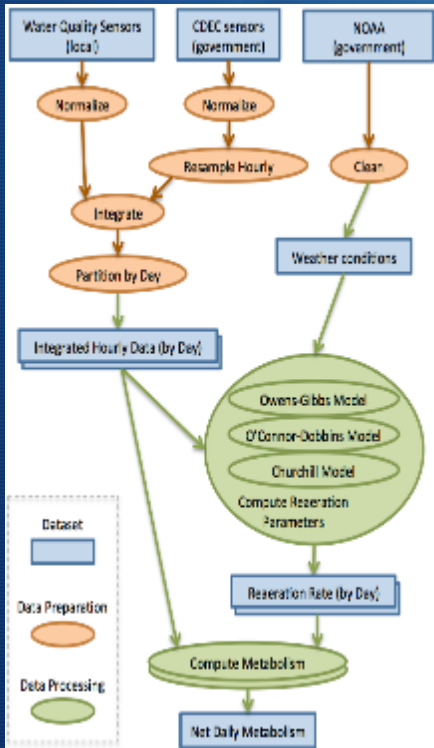 Water Quality Sensors
(local)
CDEC sensors
(government)
NOAA
(government)
Normalize
Normalize
Resample Hourly
Clean
Integrate
Weather conditions
Partition by Day
Integrated Hourly Data (by Day)
Owens-Gibbs Model
O'Connor-Dobbins Model
Churchill Model
Compute Reaeration
Parameters
Dataset
Data Preparation
Data Processing
Reaeration Rate (by Day)
Compute Metabolism
Net Daily Metabolism